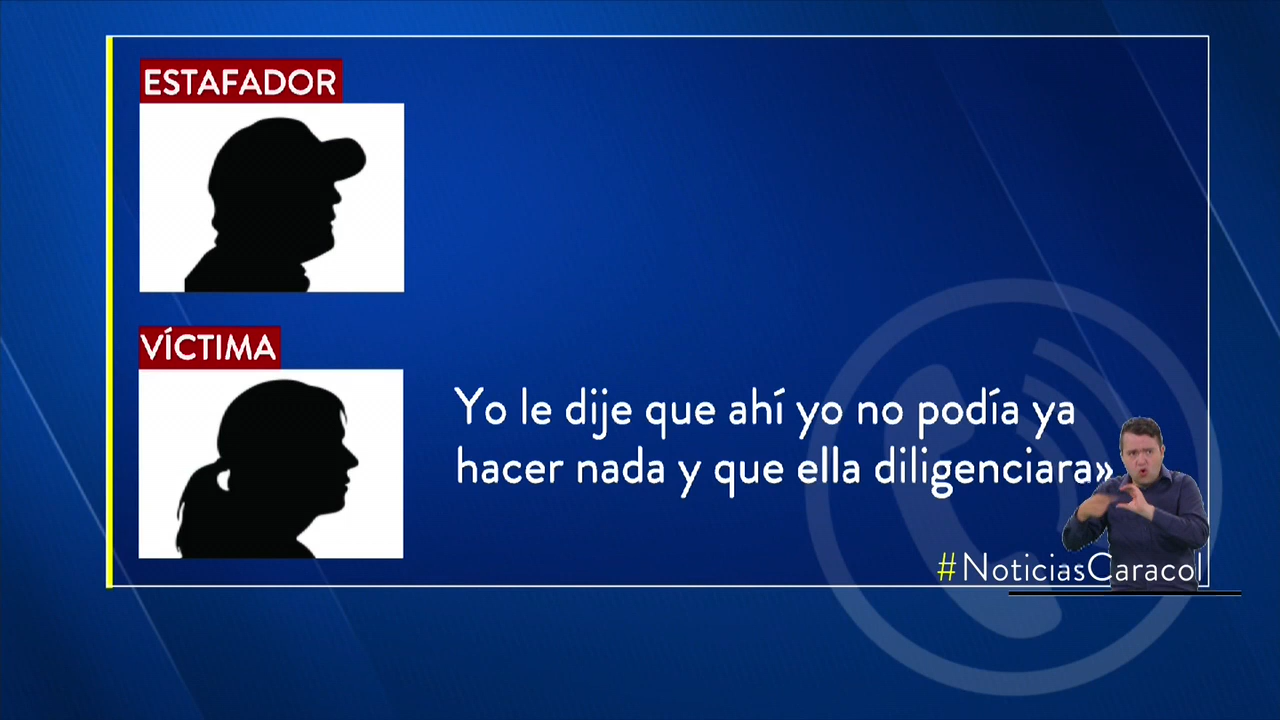 ESTAFADOR
VÍCTIMA
Yo le dije que ahí yo no podía ya
hacer nada y que ella diligenciara»
#NoticiasCaracol